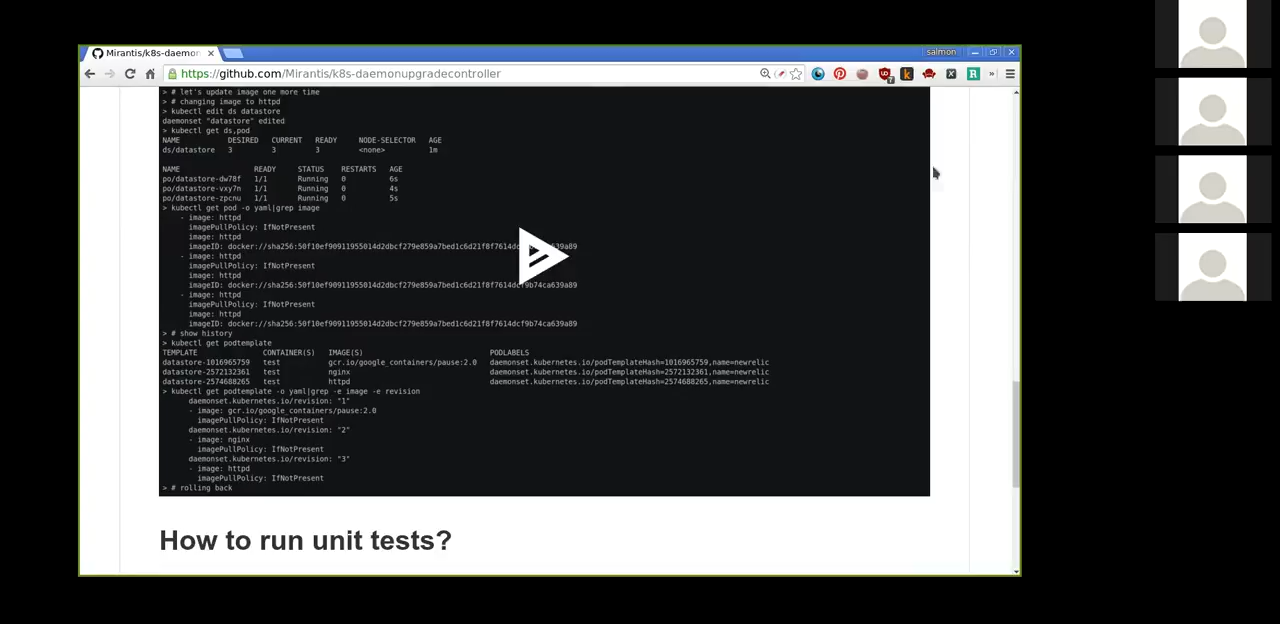 Mirantis/k8s-daemon
salmon
https://github.com/Mirantis/k8s-daemonupgradecontroller
> # let's update image one more time
> # changing image to httpd
> kubectl edit ds datastore
daemonset "datastore" edited
> kubectl get ds,pod
NAME DESIRED CURRENT READY NODE-SELECTOR AGE
ds/datastore 3 3 3 <none> 1m
NAME READY STATUS RESTARTS AGE
po/datastore-dw78f 1/1 Running 0 6s
po/datastore-vxy7n 1/1 Running 0 4s
po/datastore-zpcnu 1/1 Running 0 5s
> kubectl get pod -o yaml|grep image
- image: httpd
imagePullPolicy: IfNotPresent
image: httpd
imageID:
- image: httpd
imagePullPolicy: IfNotPresent
image: httpd
imageID:
- image: httpd
imagePullPolicy: IfNotPresent
image: httpd
imageID: docker://sha256:50f10ef90911955014d2dbcf279e859a7bed1c6d21f8f7614dcf9b74ca639a89
> # show history
> kubectl get podtemplate
TEMPLATE CONTAINER(S) IMAGE(S) PODLABELS
datastore-1016965759 test gcr.io/google_containers/pause:2.0 daemonset.kubernetes.io/podTemplateHash=1016965759,name=newrelic
datastore-2572132361 test nginx daemonset.kubernetes.io/podTemplateHash=2572132361,name=newrelic
datastore-2574688265 test httpd daemonset.kubernetes.io/podTemplateHash=2574688265,name=newrelic
> kubectl get podtemplate -o yaml|grep -e image -e revision
daemonset.kubernetes.io/revision: "1"
- image: gcr.io/google_containers/pause:2.0
imagePullPolicy: IfNotPresent
daemonset.kubernetes.io/revision: "2"
- image: nginx
imagePullPolicy: IfNotPresent
daemonset.kubernetes.io/revision: "3"
- image: httpd
imagePullPolicy: IfNotPresent
> # rolling back
How to run unit tests?